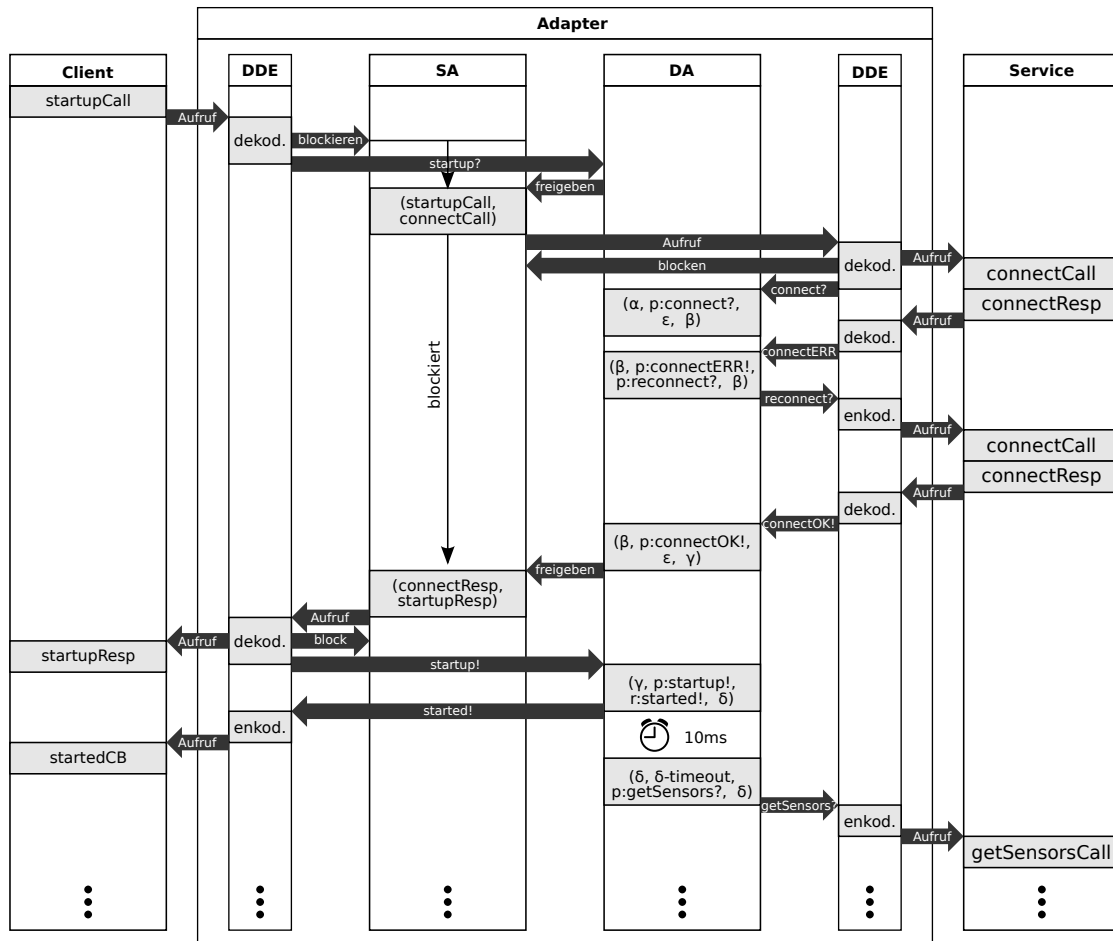 Adapter
Client
DDE
SA
DA
DDE
Service
startupCall
Aufruf
dekod.
blockieren
startup?
freigeben
(startupCall,
connectCall)
Aufruf
blocken
dekod.
Aufruf
connectCall
connect?
(α, p:connect?,
ε, β)
connectResp
Aufruf
dekod.
connectERR
(β, p:connectERR!,
p:reconnect?, β)
blockiert
reconnect?
enkod.
Aufruf
connectCall
connectResp
Aufruf
dekod.
connectOK!
(β, p:connectOK!,
ε, γ)
freigeben
(connectResp,
startupResp)
Aufruf
Aufruf
dekod.
block
startupResp
startup!
(γ, p:startup!,
r:started!, δ)
started!
enkod.
Aufruf
startedCB
10ms
(δ, δ-timeout,
p:getSensors?, δ)
getSensors?
enkod.
Aufruf
getSensorsCall